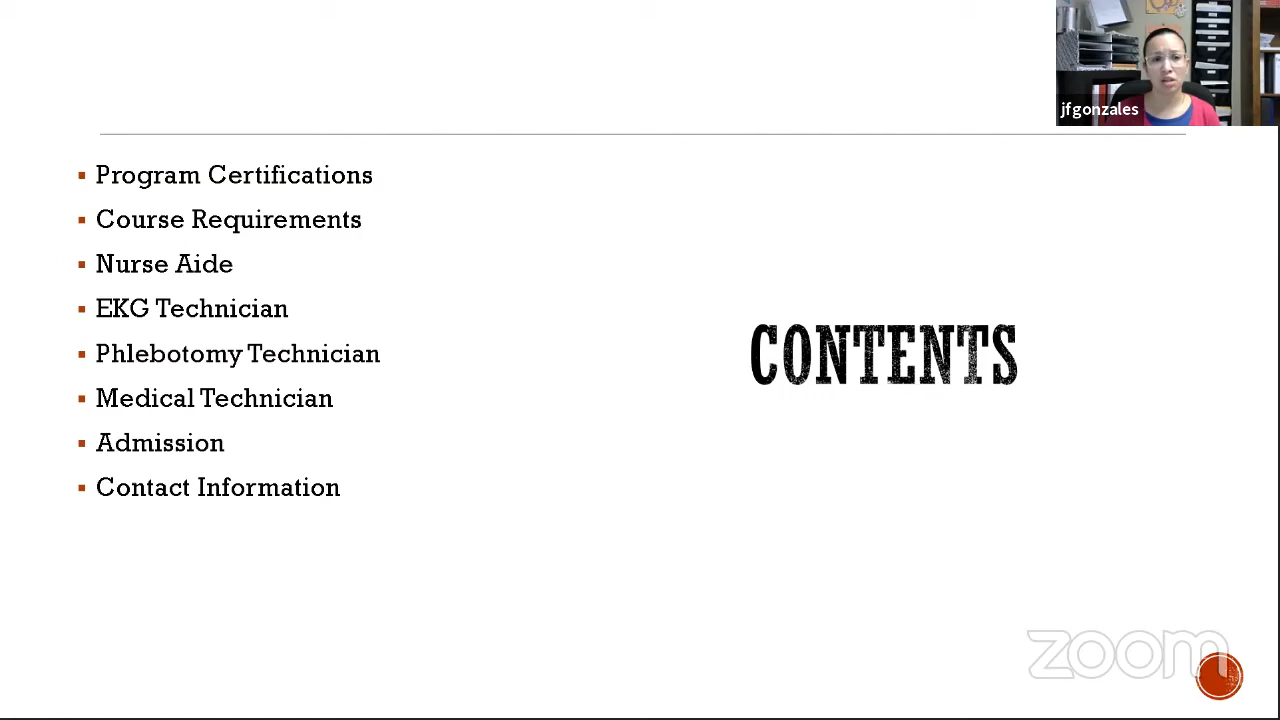 jfgonzales
Program Certifications
Course Requirements
Nurse Aide
EKG Technician
Phlebotomy Technician
Medical Technician
Admission
Contact Information
CONTENTS
zoom